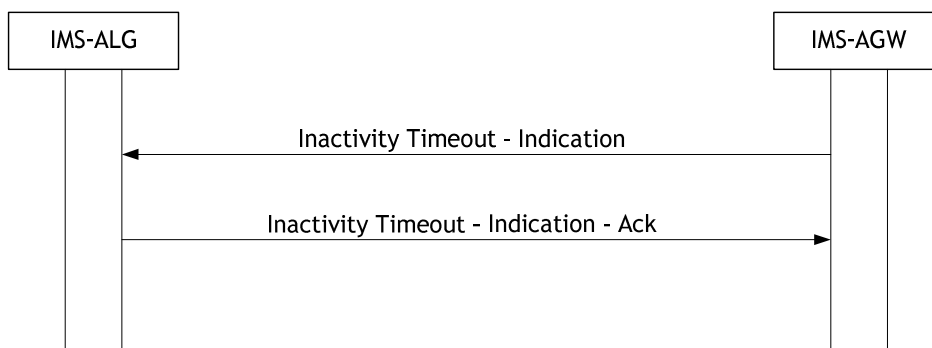 IMS-ALG
IMS-AGW
Inactivity Timeout - Indication
Inactivity Timeout – Indication - Ack